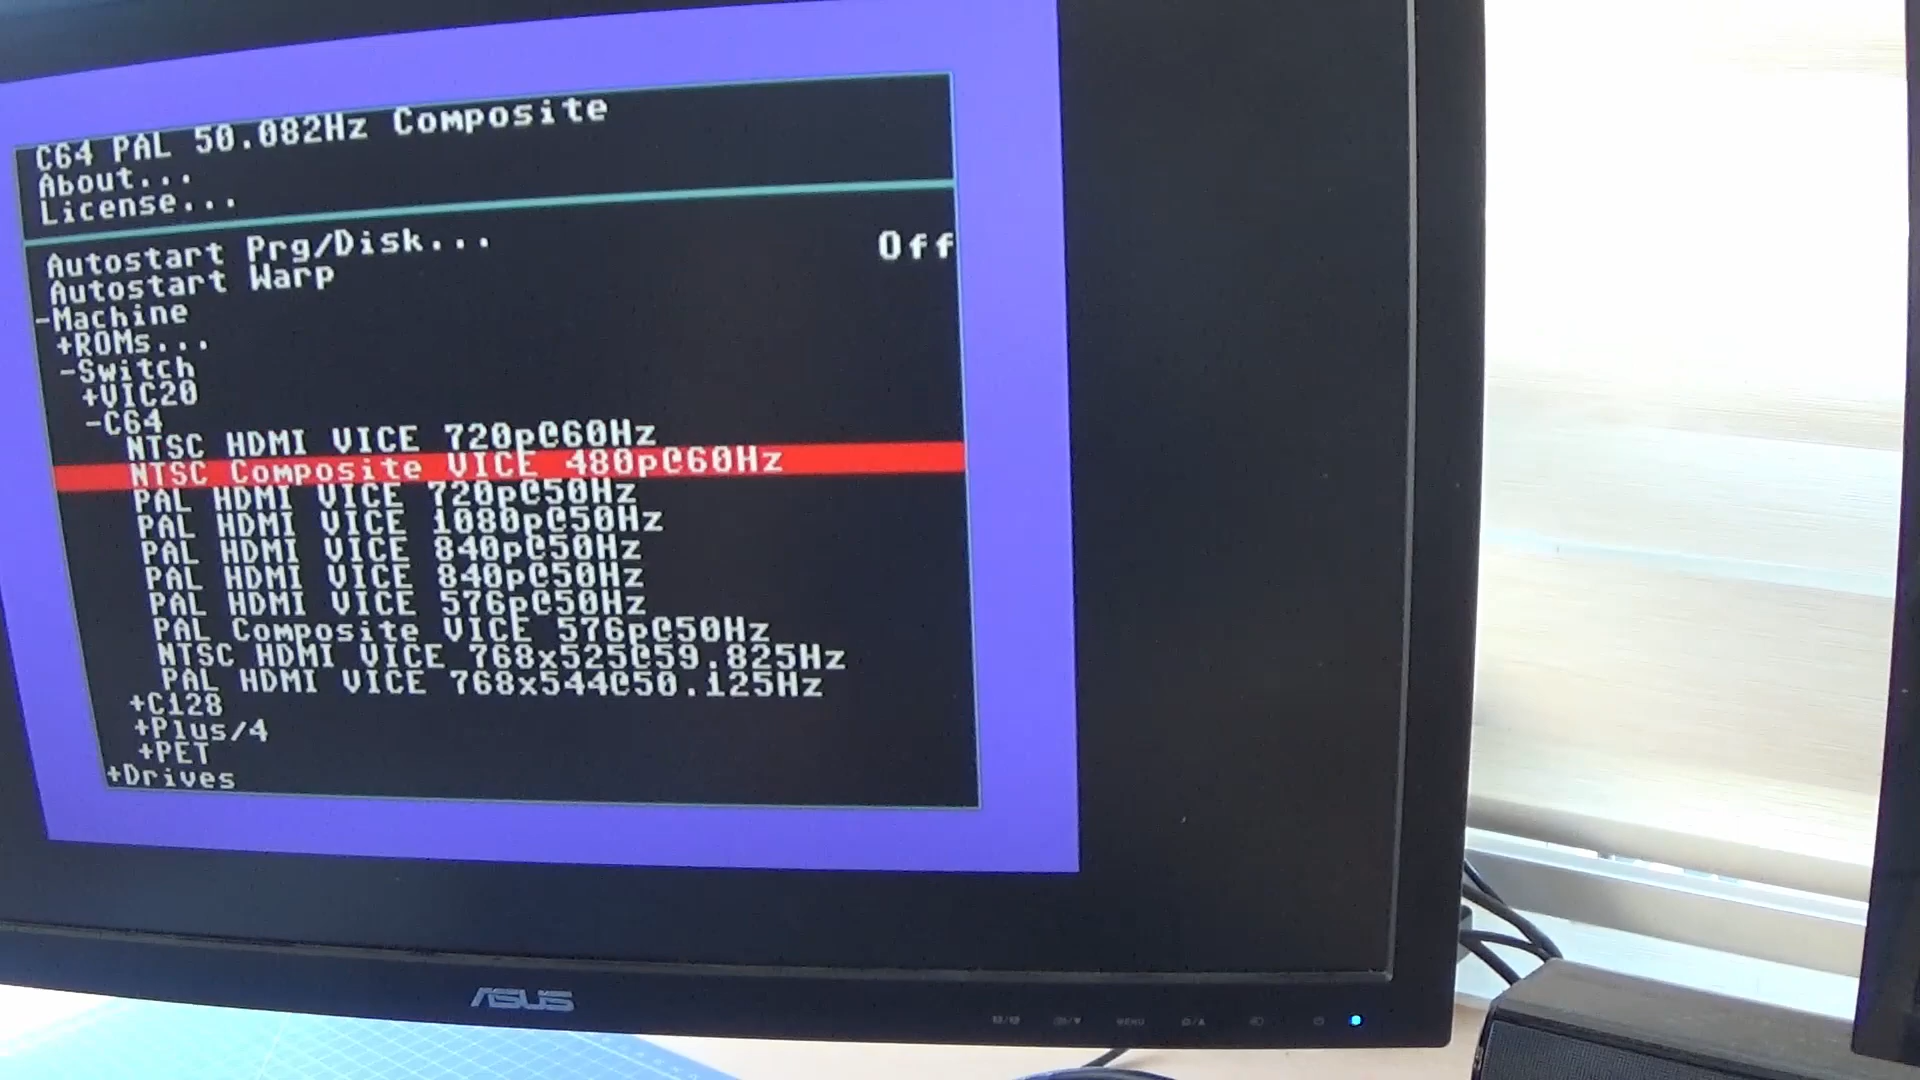 C64 PAL 50.082Hz Composite
About...
License...
Autostart Prg/Disk...
Autostart Warp Off
-Machine
+ROMs...
-Switch
+VIC20
-C64
NTSC HDMI VICE 720p@60Hz
NTSC Composite VICE 480p@60Hz
PAL HDMI VICE 720p@50Hz
PAL HDMI VICE 1080p@50Hz
PAL HDMI VICE 840p@50Hz
PAL HDMI VICE 840p@50Hz
PAL HDMI VICE 576p@50Hz
PAL Composite VICE 576p@50Hz
NTSC HDMI VICE 768x525@59.825Hz
PAL HDMI VICE 768x544@50.125Hz
+C128
+Plus/4
+PET
+Drives
ASUS
MENU